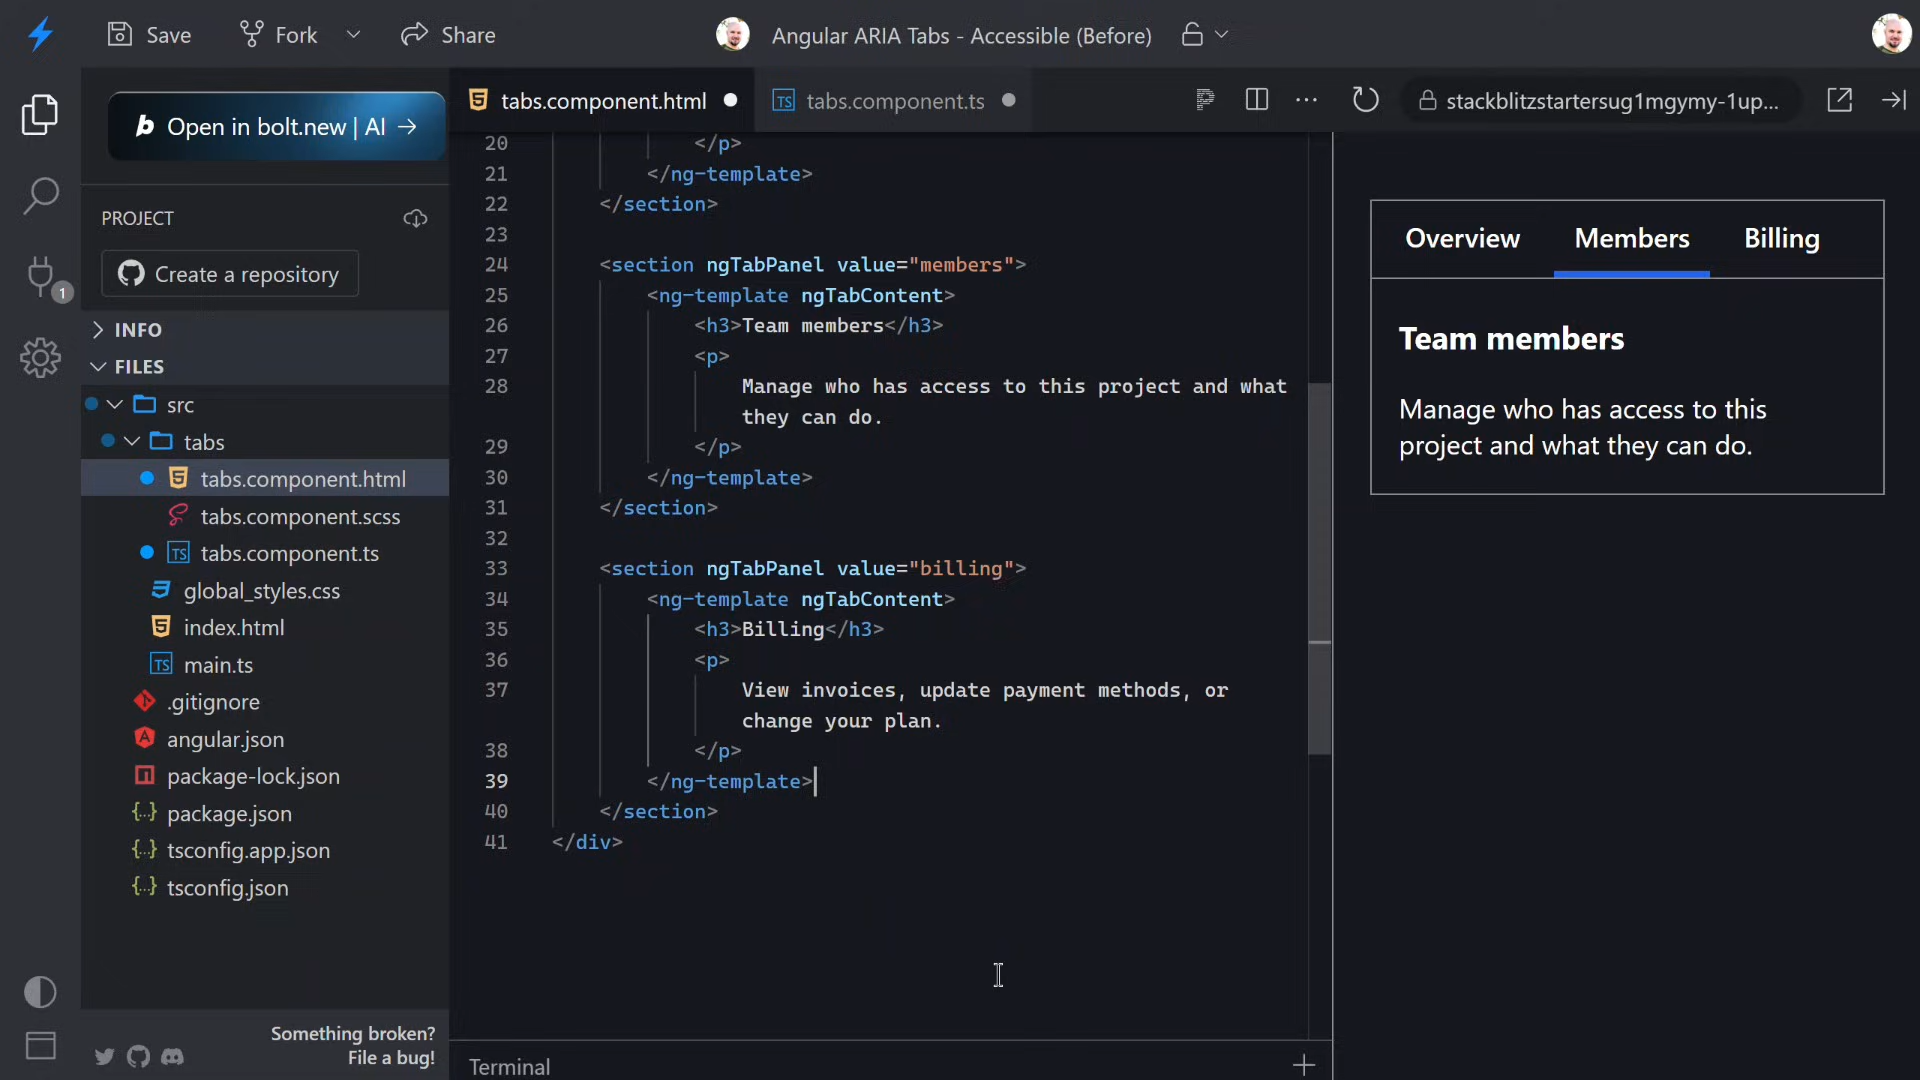 Save
Fork
Share
Angular ARIA Tabs - Accessible (Before)
Open in bolt.new | AI →
tabs.component.html
tabs.component.ts
stackblitzstartersug1mgymy-1up...
PROJECT
Create a repository
1
INFO
FILES
src
tabs
tabs.component.html
tabs.component.scss
tabs.component.ts
global_styles.css
index.html
main.ts
.gitignore
angular.json
package-lock.json
package.json
tsconfig.app.json
tsconfig.json
Something broken?
File a bug!
20 </p>
21 </ng-template>
22 </section>
23
24 <section ngTabPanel value="members">
25 <ng-template ngTabContent>
26 <h3>Team members</h3>
27 <p>
28 Manage who has access to this project and what
they can do.
29 </p>
30 </ng-template>
31 </section>
32
33 <section ngTabPanel value="billing">
34 <ng-template ngTabContent>
35 <h3>Billing</h3>
36 <p>
37 View invoices, update payment methods, or
change your plan.
38 </p>
39 </ng-template>
40 </section>
41 </div>
Terminal
Overview Members Billing
Team members
Manage who has access to this
project and what they can do.